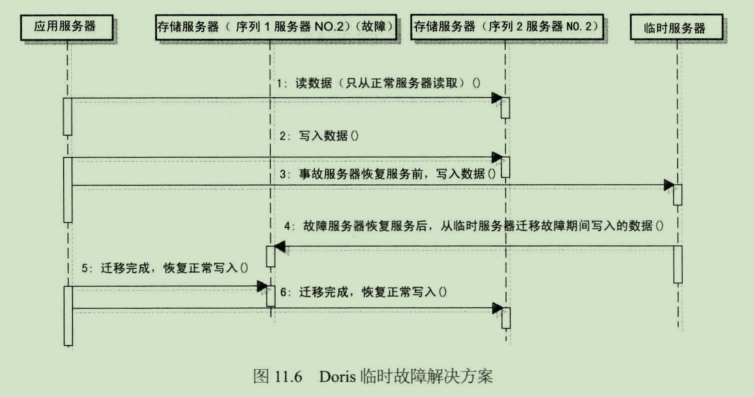 应用服务器
存储服务器（序列1服务器NO.2）(故障)
存储服务器（序列2服务器NO.2）
临时服务器
1: 读数据（只从正常服务器读取）()
2: 写入数据()
3: 事故服务器恢复服务前，写入数据()
4: 故障服务器恢复服务后，从临时服务器迁移故障期间写入的数据()
5: 迁移完成，恢复正常写入()
6: 迁移完成，恢复正常写入()
图 11.6 Doris 临时故障解决方案